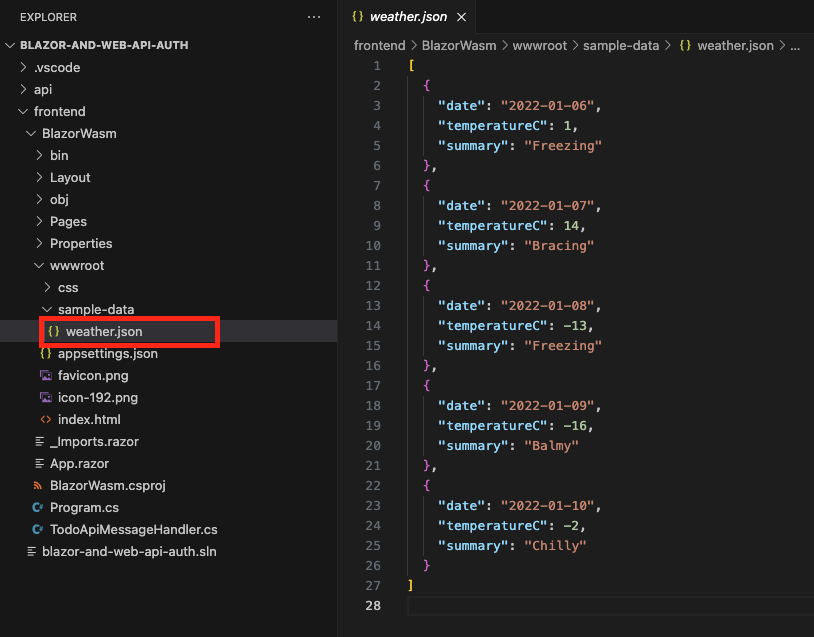 EXPLORER
BLAZOR-AND-WEB-API-AUTH
.vscode
api
frontend
BlazorWasm
bin
Layout
obj
Pages
Properties
wwwroot
css
sample-data
{} weather.json
{} appsettings.json
favicon.png
icon-192.png
<> index.html
_Imports.razor
App.razor
BlazorWasm.csproj
C# Program.cs
C# TodoApiMessageHandler.cs
blazor-and-web-api-auth.sln
{} weather.json
frontend > BlazorWasm > wwwroot > sample-data > {} weather.json > ...
1 [
2 {
3 "date": "2022-01-06",
4 "temperatureC": 1,
5 "summary": "Freezing"
6 },
7 {
8 "date": "2022-01-07",
9 "temperatureC": 14,
10 "summary": "Bracing"
11 },
12 {
13 "date": "2022-01-08",
14 "temperatureC": -13,
15 "summary": "Freezing"
16 },
17 {
18 "date": "2022-01-09",
19 "temperatureC": -16,
20 "summary": "Balmy"
21 },
22 {
23 "date": "2022-01-10",
24 "temperatureC": -2,
25 "summary": "Chilly"
26 }
27 ]
28